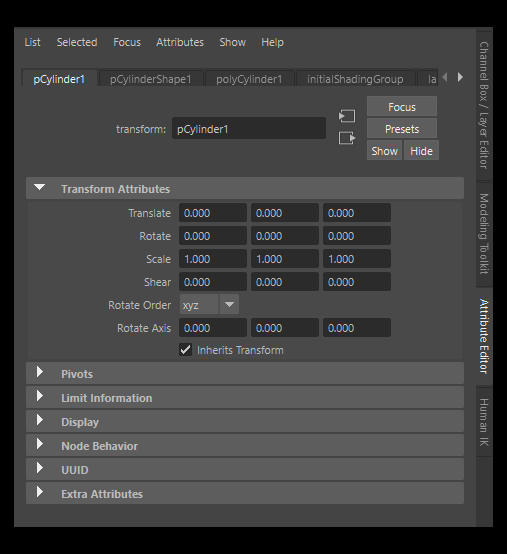 List Selected Focus Attributes Show Help
pCylinder1 pCylinderShape1 polyCylinder1 initialShadingGroup la
Focus
transform: pCylinder1
Presets
Show Hide
Transform Attributes
Translate 0.000 0.000 0.000
Rotate 0.000 0.000 0.000
Scale 1.000 1.000 1.000
Shear 0.000 0.000 0.000
Rotate Order xyz
Rotate Axis 0.000 0.000 0.000
Inherits Transform
Pivots
Limit Information
Display
Node Behavior
UUID
Extra Attributes
Channel Box / Layer Editor
Modeling Toolkit
Attribute Editor
Human IK